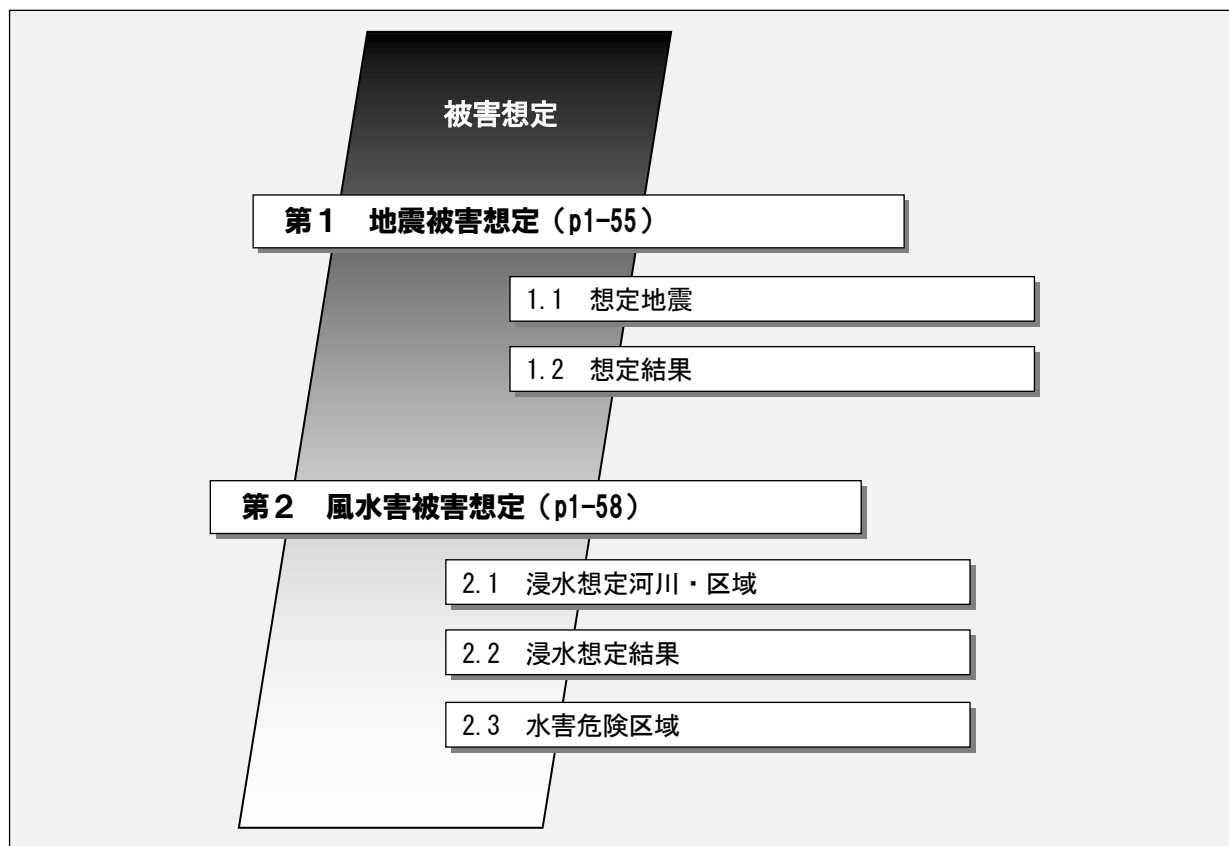 被害想定
第１　地震被害想定（p1-55）
1.1　想定地震
1.2　想定結果
第２　風水害被害想定（p1-58）
2.1　浸水想定河川・区域
2.2　浸水想定結果
2.3　水害危険区域